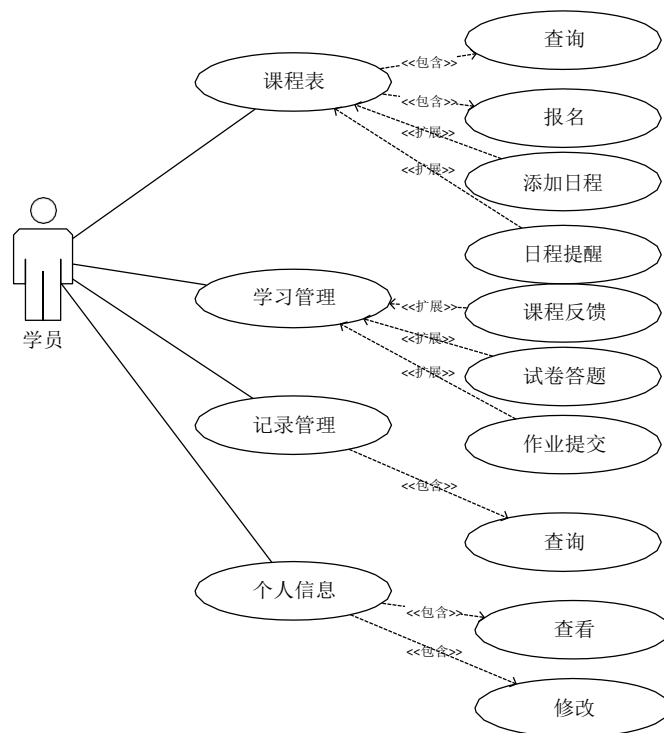 查询
<<包含>>
课程表
<<包含>>
报名
<<扩展>>
添加日程
<<扩展>>
日程提醒
学习管理
<<扩展>>
课程反馈
学员
<<扩展>>
试卷答题
<<扩展>>
记录管理
作业提交
<<包含>>
查询
个人信息
<<包含>>
查看
<<包含>>
修改